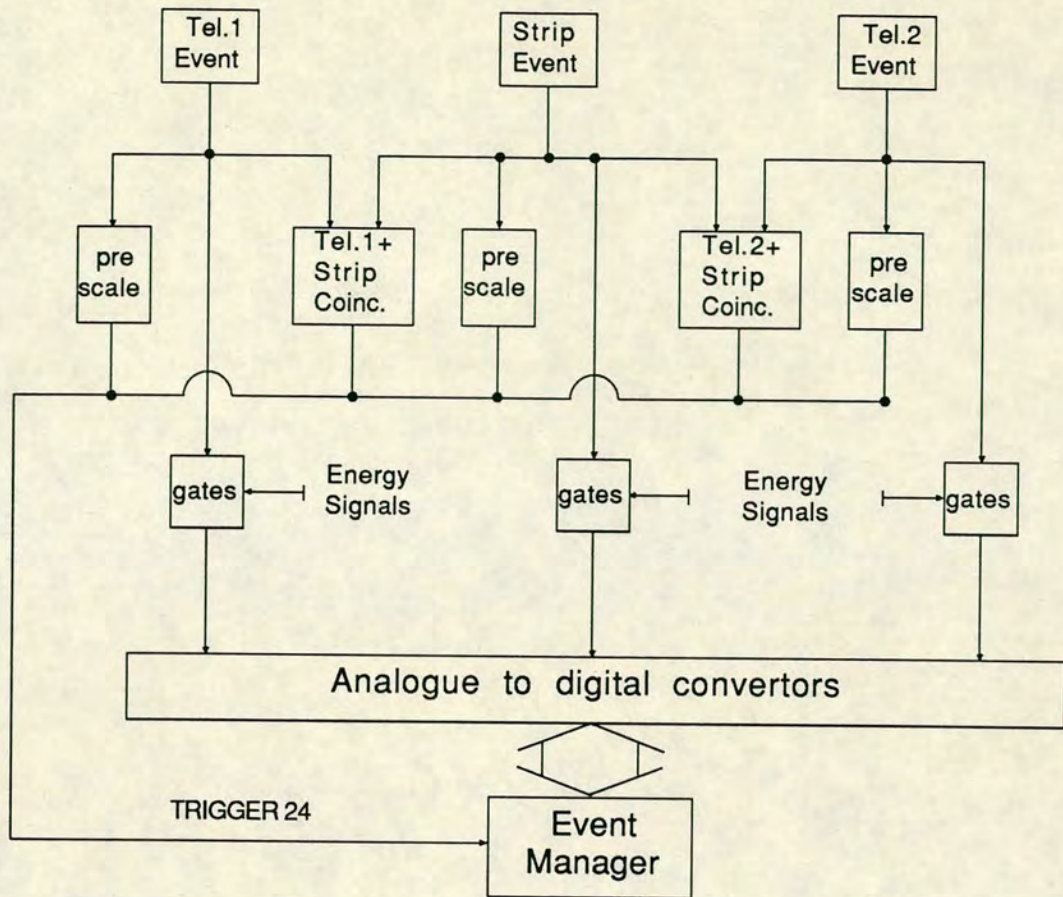 Tel.1
Event
Strip
Event
Tel.2
Event
pre
scale
Tel.1+
Strip
Coinc.
pre
scale
Tel.2+
Strip
Coinc.
pre
scale
gates
Energy
Signals
gates
Energy
Signals
gates
Analogue to digital convertors
TRIGGER 24
Event
Manager